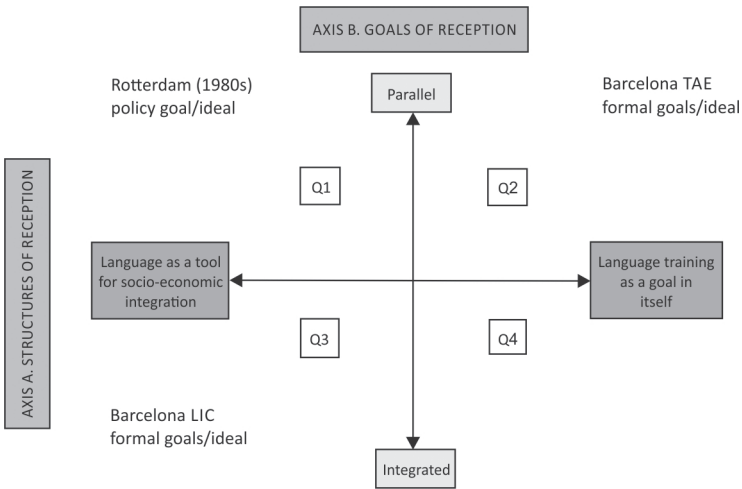 AXIS B. GOALS OF RECEPTION
Rotterdam (1980s)
policy goal/ideal
Parallel
Barcelona TAE
formal goals/ideal
AXIS A. STRUCTURES OF RECEPTION
Q1
Q2
Language as a tool
for socio-economic
integration
Language training
as a goal in
itself
Q3
Q4
Barcelona LIC
formal goals/ideal
Integrated